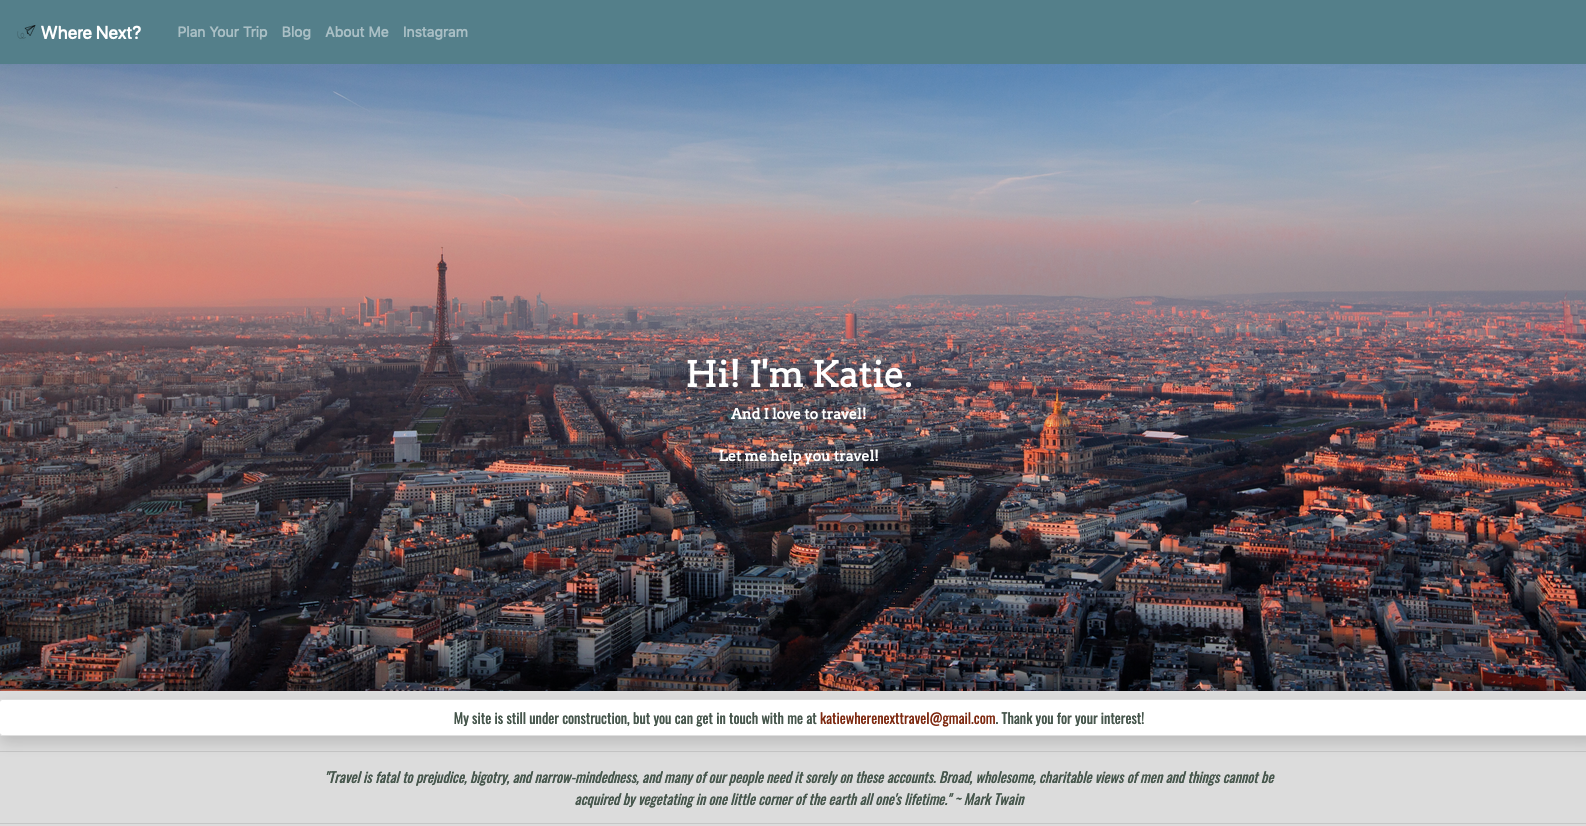 Where Next? Plan Your Trip Blog About Me Instagram
Hi! I'm Katie.
And I love to travel!
Let me help you travel!
My site is still under construction, but you can get in touch with me at katiewherenexttravel@gmail.com. Thank you for your interest!
"Travel is fatal to prejudice, bigotry, and narrow-mindedness, and many of our people need it sorely on these accounts. Broad, wholesome, charitable views of men and things cannot be
acquired by vegetating in one little corner of the earth all one's lifetime." ~ Mark Twain